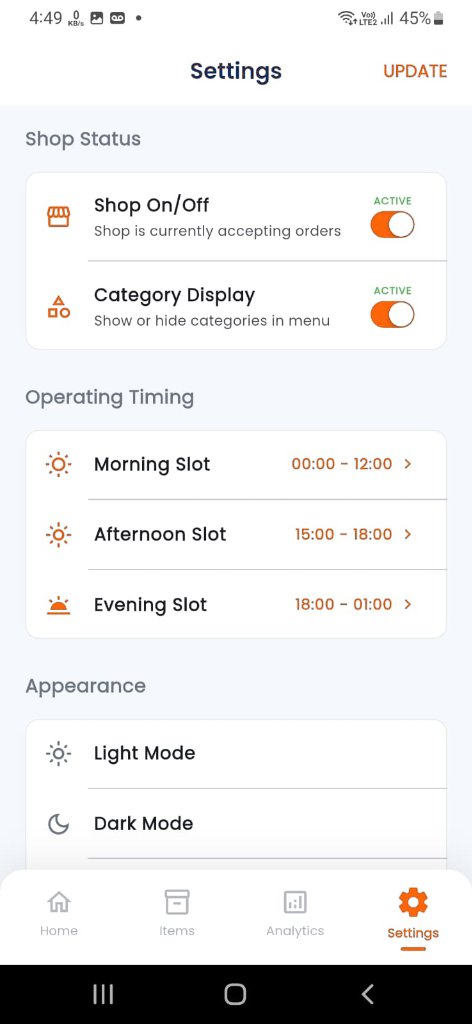 4:49 0 KB/s Vo)) LTE2 45%
Settings UPDATE
Shop Status
Shop On/Off ACTIVE
Shop is currently accepting orders
Category Display ACTIVE
Show or hide categories in menu
Operating Timing
Morning Slot 00:00 - 12:00
Afternoon Slot 15:00 - 18:00
Evening Slot 18:00 - 01:00
Appearance
Light Mode
Dark Mode
Home Items Analytics Settings